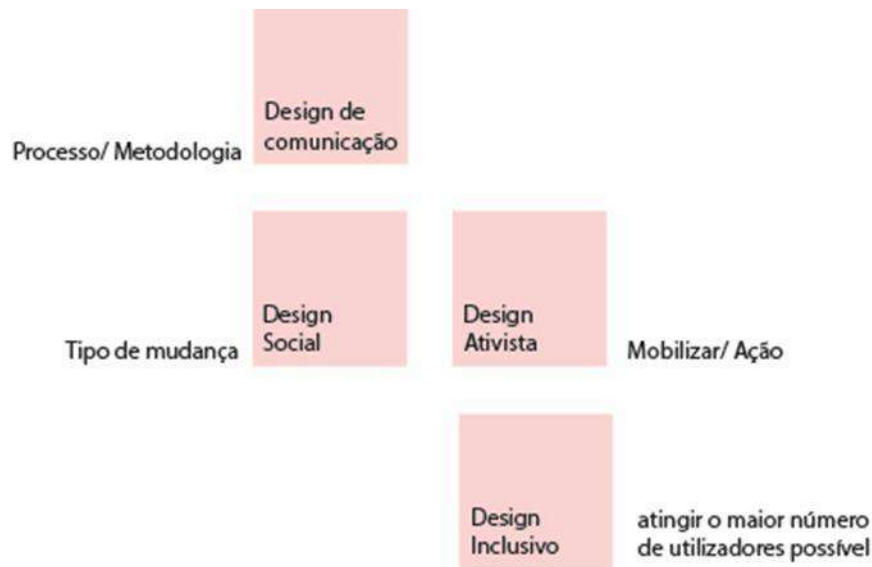 Design de
comunicação
Processo/ Metodologia
Design
Social
Tipo de mudança
Design
Ativista
Mobilizar/ Ação
Design
Inclusivo
atingir o maior número
de utilizadores possível